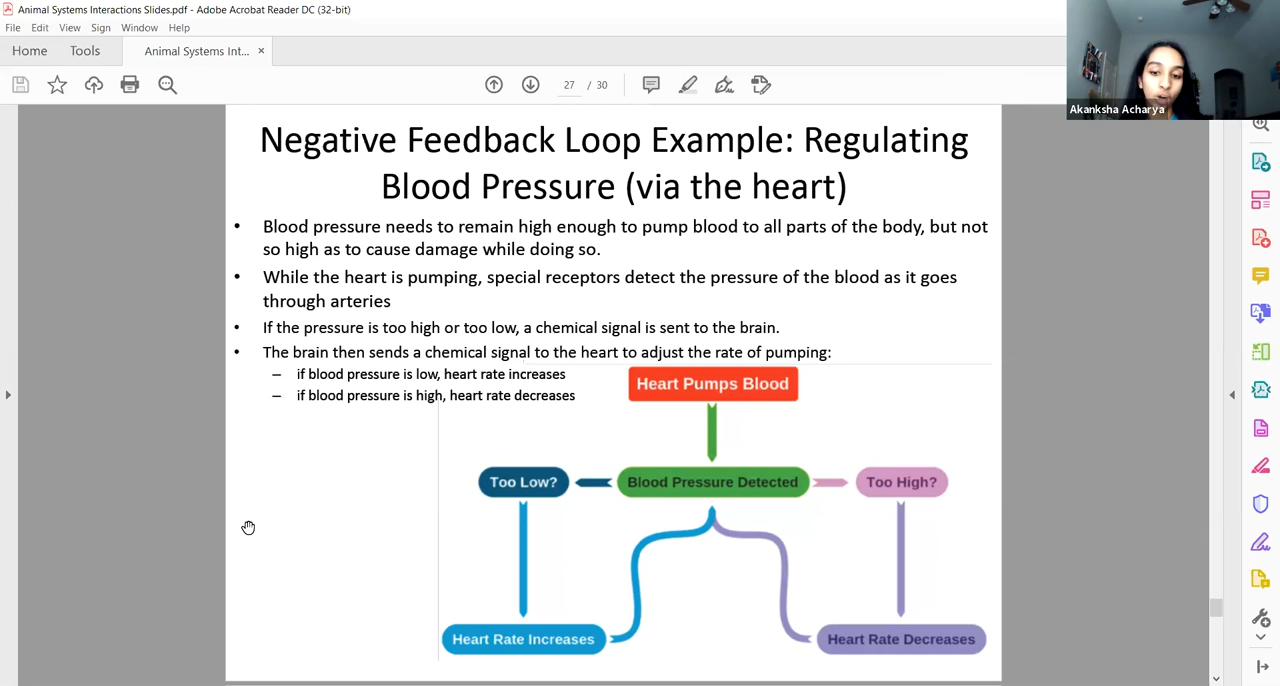 Animal Systems Interactions Slides.pdf - Adobe Acrobat Reader DC (32-bit)
File Edit View Sign Window Help
Home Tools Animal Systems Int... ×
27 / 30
Akanksha Acharya
Negative Feedback Loop Example: Regulating
Blood Pressure (via the heart)
• Blood pressure needs to remain high enough to pump blood to all parts of the body, but not
so high as to cause damage while doing so.
• While the heart is pumping, special receptors detect the pressure of the blood as it goes
through arteries
• If the pressure is too high or too low, a chemical signal is sent to the brain.
• The brain then sends a chemical signal to the heart to adjust the rate of pumping:
– if blood pressure is low, heart rate increases
– if blood pressure is high, heart rate decreases
Heart Pumps Blood
Too Low? Blood Pressure Detected Too High?
Heart Rate Increases Heart Rate Decreases